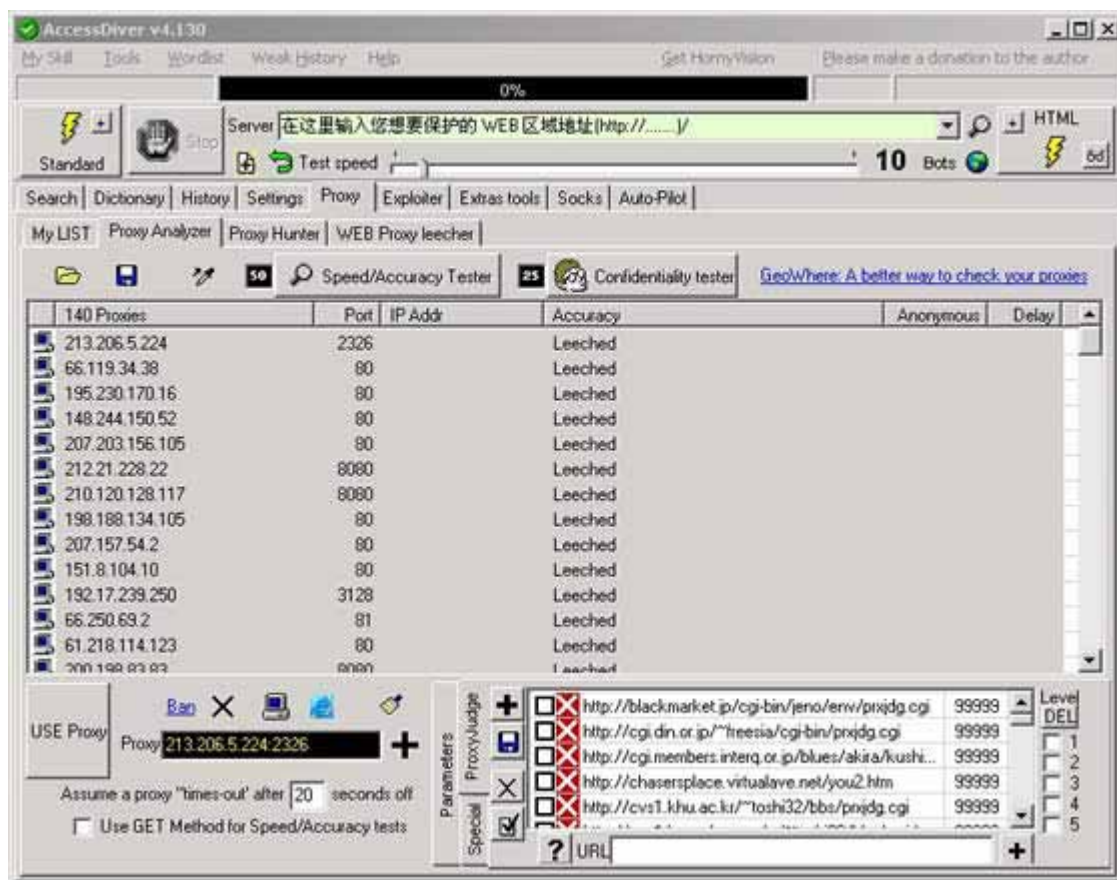 AccessDiver v4.130
My Skill Tools Wordlist Weak History Help Get HornyVision Please make a donation to the author
0%
Standard Stop Server 在这里输入您想要保护的 WEB 区域地址(http://......)/ HTML
Test speed 10 Bots 6d
Search Dictionary History Settings Proxy Exploiter Extras tools Socks Auto-Pilot
My LIST Proxy Analyzer Proxy Hunter WEB Proxy leecher
50 Speed/Accuracy Tester 25 Confidentiality tester GeoWhere: A better way to check your proxies
140 Proxies Port IP Addr Accuracy Anonymous Delay
213.206.5.224 2326 Leeched
66.119.34.38 80 Leeched
195.230.170.16 80 Leeched
148.244.150.52 80 Leeched
207.203.156.105 80 Leeched
212.21.228.22 8080 Leeched
210.120.128.117 8080 Leeched
198.188.134.105 80 Leeched
207.157.54.2 80 Leeched
151.8.104.10 80 Leeched
192.17.239.250 3128 Leeched
66.250.69.2 81 Leeched
61.218.114.123 80 Leeched
200.198.83.83 8080 Leeched
USE Proxy
Ban
Proxy 213.206.5.224:2326
Assume a proxy "times-out' after 20 seconds off
Use GET Method for Speed/Accuracy tests
Parameters
ProxyJudge
Special
http://blackmarket.jp/cgi-bin/jeno/env/prxjdg.cgi 99999
http://cgi.din.or.jp/~freesia/cgi-bin/prxjdg.cgi 99999
http://cgi.members.interq.or.jp/blues/akira/kushi... 99999
http://chasersplace.virtualave.net/you2.htm 99999
http://cvs1.khu.ac.kr/~toshi32/bbs/prxjdg.cgi 99999
Level
DEL
1
2
3
4
5
? URL